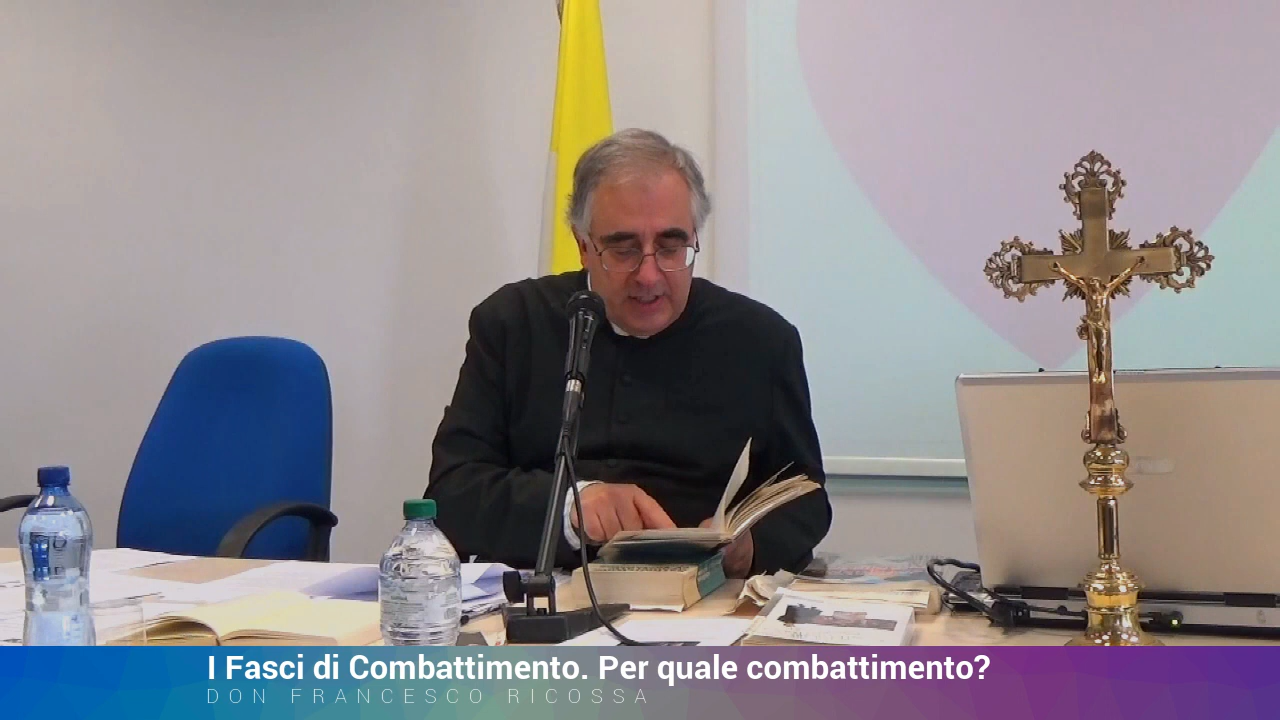 I Fasci di Combattimento. Per quale combattimento?
DON FRANCESCO RICOSSA